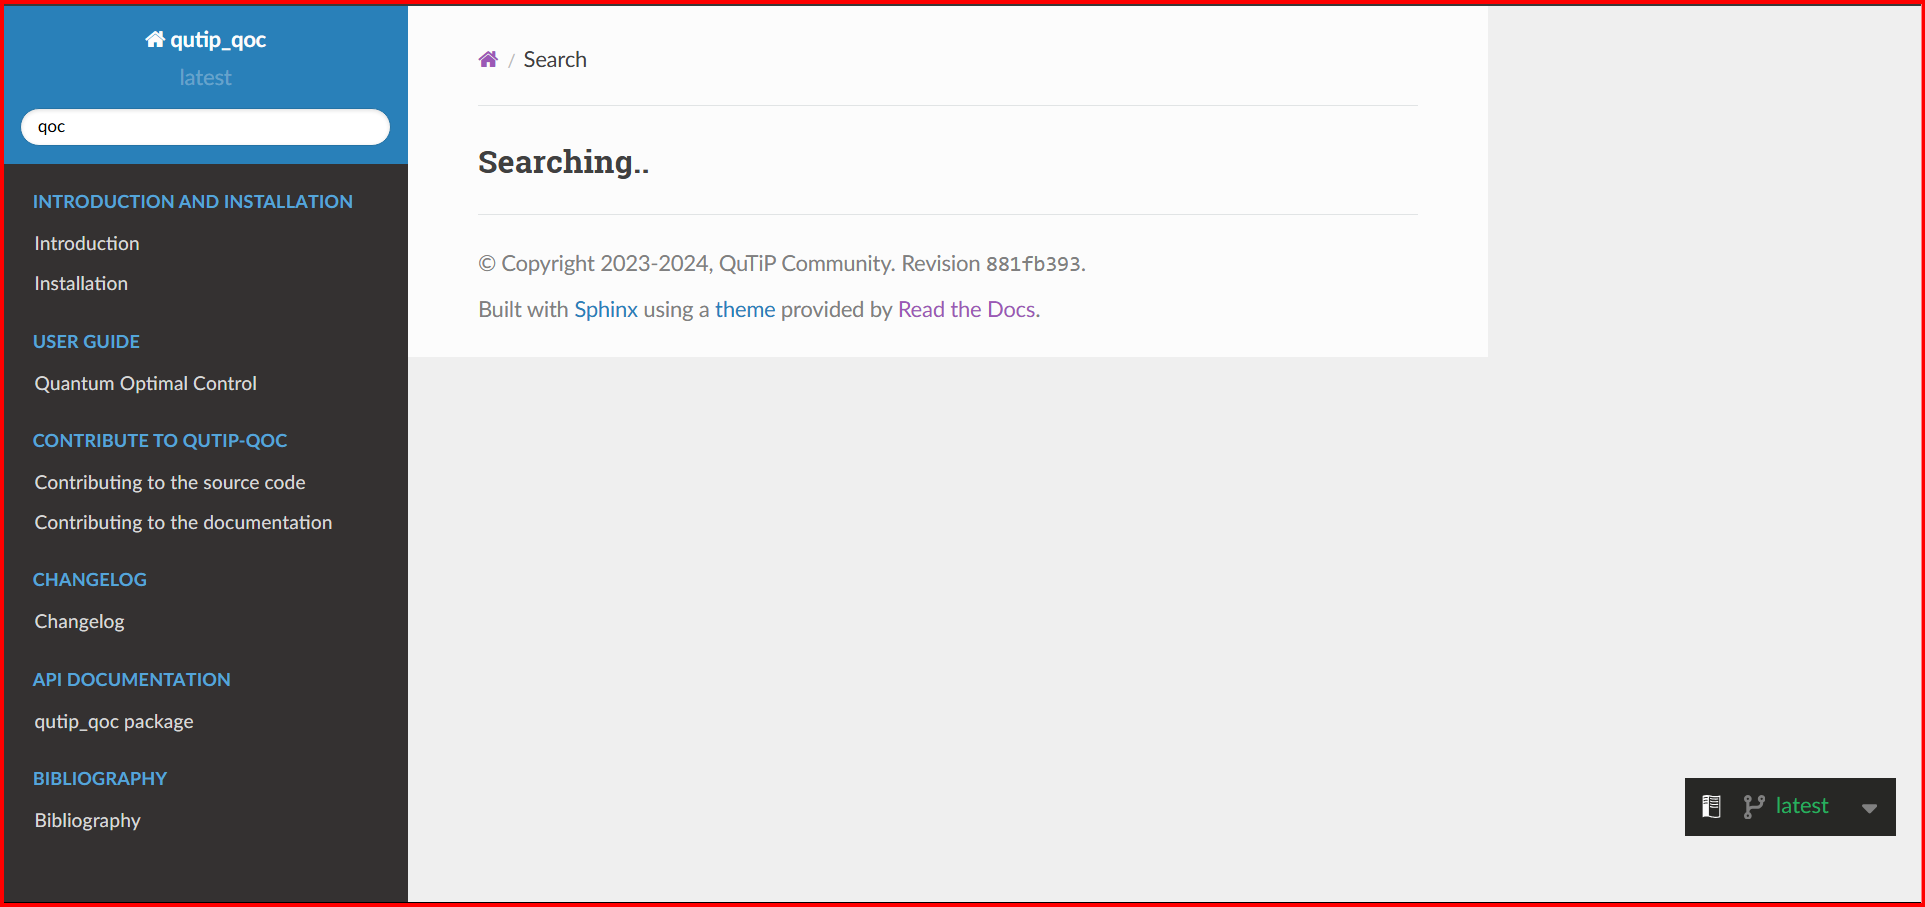 qutip_qoc
latest
qoc
INTRODUCTION AND INSTALLATION
Introduction
Installation
USER GUIDE
Quantum Optimal Control
CONTRIBUTE TO QUTIP-QOC
Contributing to the source code
Contributing to the documentation
CHANGELOG
Changelog
API DOCUMENTATION
qutip_qoc package
BIBLIOGRAPHY
Bibliography
/ Search
Searching..
© Copyright 2023-2024, QuTiP Community. Revision 881fb393.
Built with Sphinx using a theme provided by Read the Docs.
latest